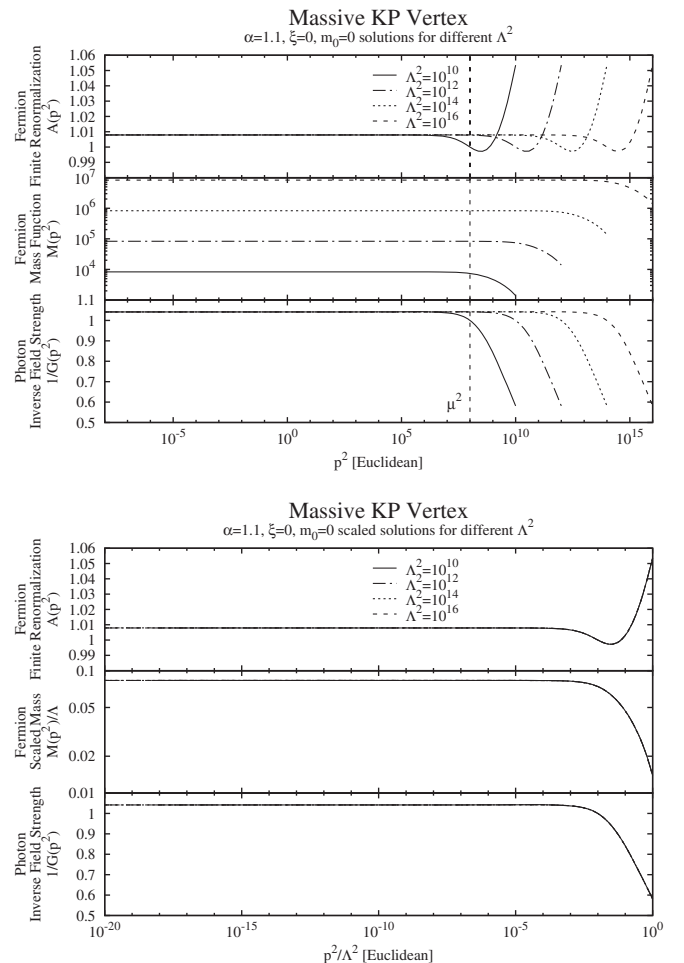 Massive KP Vertex
α=1.1, ξ=0, m₀=0 solutions for different Λ²
Fermion
Finite Renormalization
A(p²)
1.06
1.05
1.04
1.03
1.02
1.01
1
0.99
Λ²=10¹⁰
Λ²=10¹²
Λ²=10¹⁴
Λ²=10¹⁶
Fermion
Mass Function
M(p²)
10⁷
10⁶
10⁵
10⁴
Photon
Inverse Field Strength
1/G(p²)
1.1
1
0.9
0.8
0.7
0.6
0.5
μ²
10⁻⁵ 10⁰ 10⁵ 10¹⁰ 10¹⁵
p² [Euclidean]
Massive KP Vertex
α=1.1, ξ=0, m₀=0 scaled solutions for different Λ²
Fermion
Finite Renormalization
A(p²)
1.06
1.05
1.04
1.03
1.02
1.01
1
0.99
Λ²=10¹⁰
Λ²=10¹²
Λ²=10¹⁴
Λ²=10¹⁶
Fermion
Scaled Mass
M(p²)/Λ
0.1
0.05
0.02
0.01
Photon
Inverse Field Strength
1/G(p²)
1
0.9
0.8
0.7
0.6
0.5
10⁻²⁰ 10⁻¹⁵ 10⁻¹⁰ 10⁻⁵ 10⁰
p²/Λ² [Euclidean]